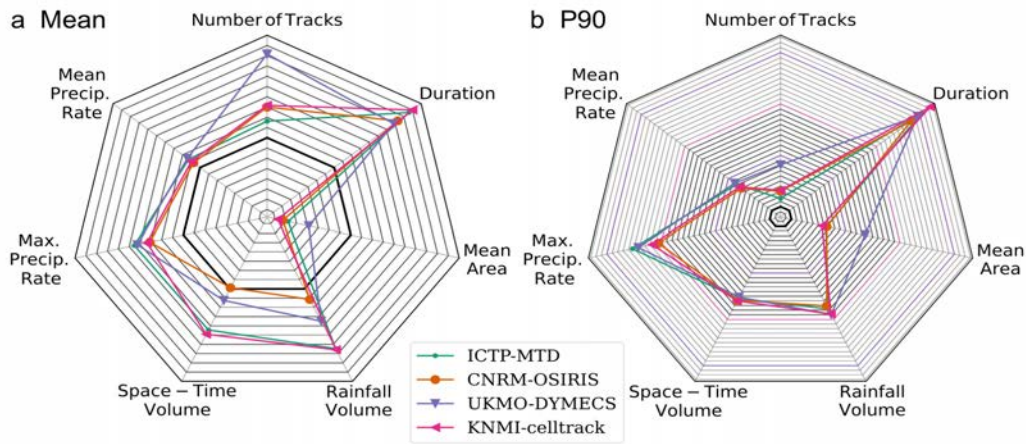 a Mean
Number of Tracks
Mean
Precip.
Rate
Duration
Max.
Precip.
Rate
Mean
Area
Space – Time
Volume
Rainfall
Volume
b P90
Number of Tracks
Mean
Precip.
Rate
Duration
Max.
Precip.
Rate
Mean
Area
Space – Time
Volume
Rainfall
Volume
ICTP-MTD
CNRM-OSIRIS
UKMO-DYMECS
KNMI-celltrack